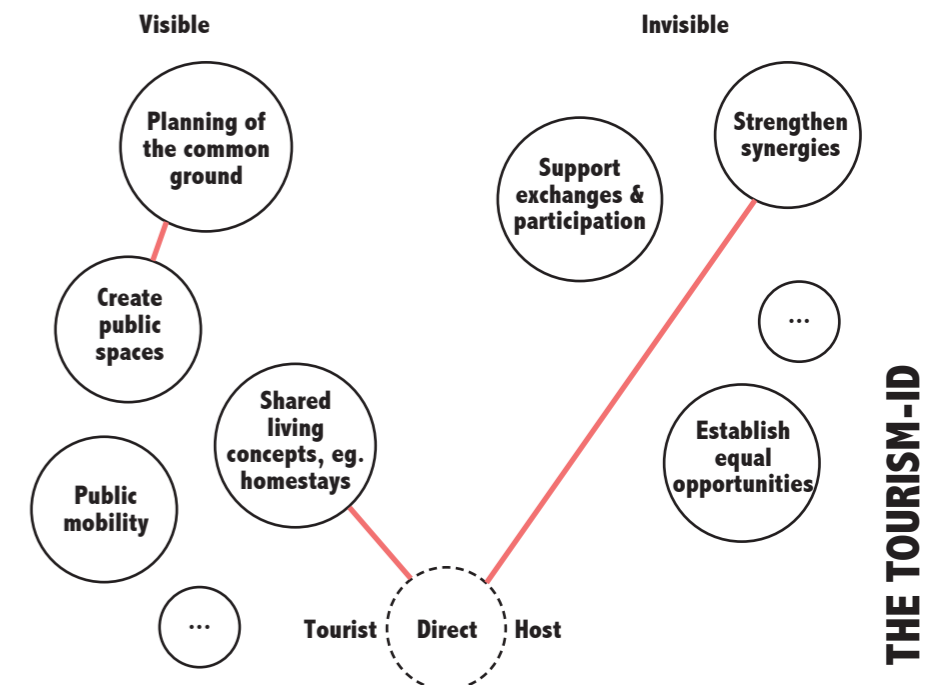 Visible
Invisible
Planning of
the common
ground
Strengthen
synergies
Support
exchanges &
participation
Create
public
spaces
...
Shared
living
concepts, eg.
homestays
Establish
equal
opportunities
Public
mobility
...
Tourist
Direct
Host
THE TOURISM-ID